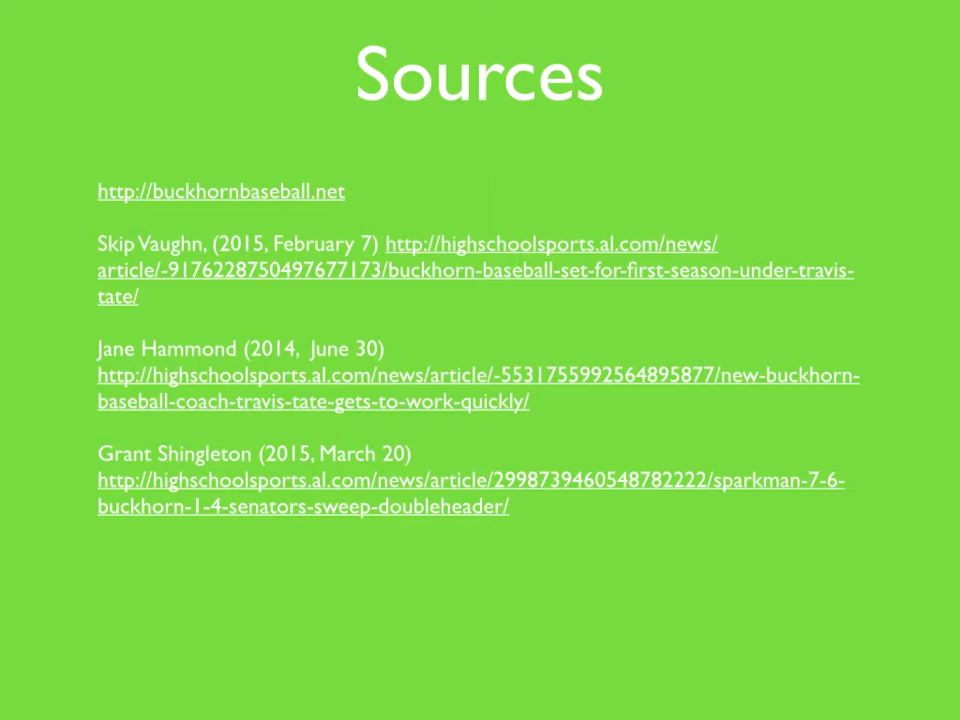 Sources
http://buckhornbaseball.net
Skip Vaughn, (2015, February 7) http://highschoolsports.al.com/news/
article/-9176228750497677173/buckhorn-baseball-set-for-first-season-under-travis-
tate/
Jane Hammond (2014,  June 30)
http://highschoolsports.al.com/news/article/-5531755992564895877/new-buckhorn-
baseball-coach-travis-tate-gets-to-work-quickly/
Grant Shingleton (2015, March 20)
http://highschoolsports.al.com/news/article/2998739460548782222/sparkman-7-6-
buckhorn-1-4-senators-sweep-doubleheader/